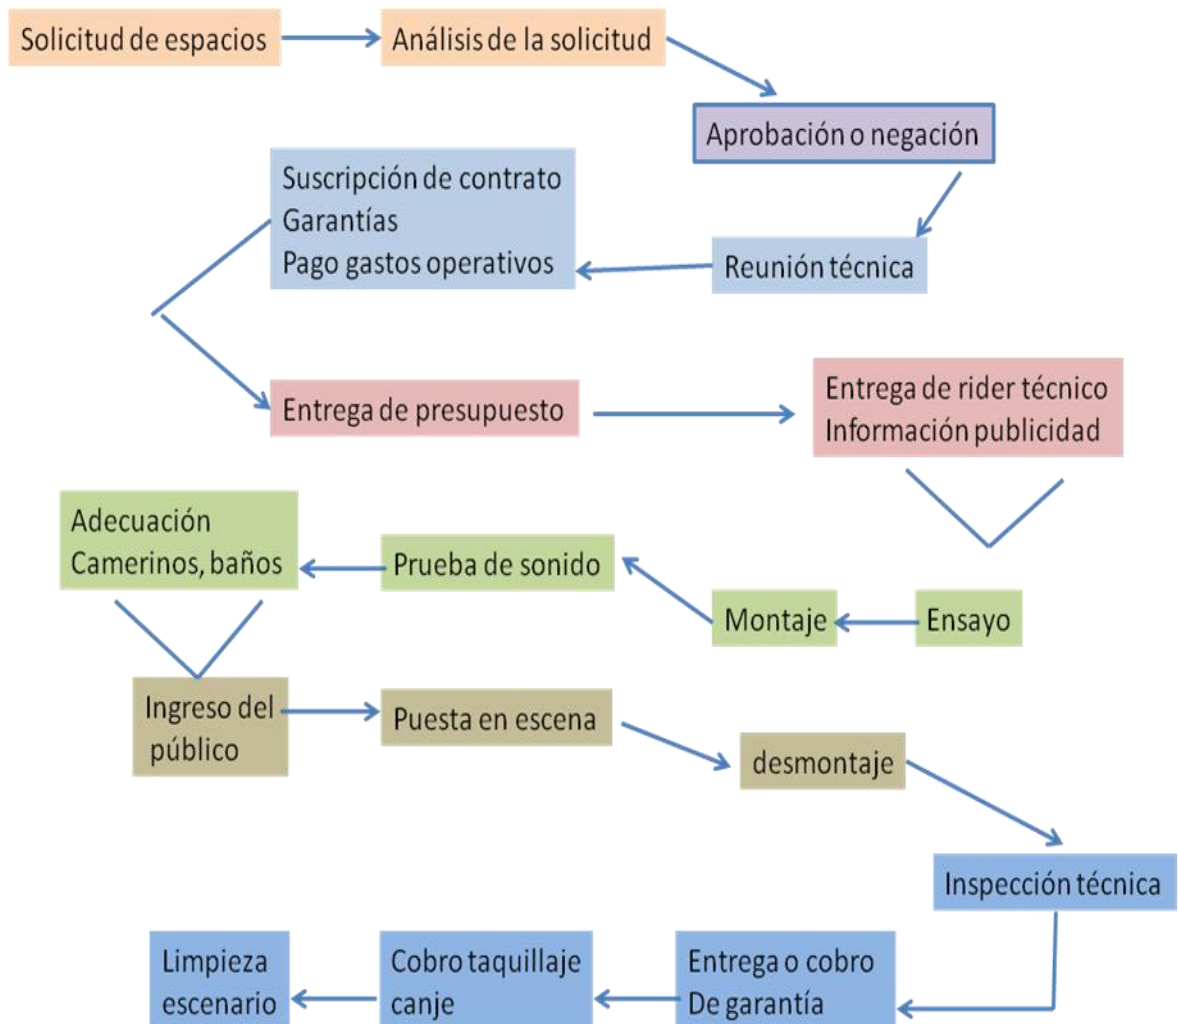 Solicitud de espacios
Análisis de la solicitud
Aprobación o negación
Reunión técnica
Suscripción de contrato
Garantías
Pago gastos operativos
Entrega de presupuesto
Entrega de rider técnico
Información publicidad
Ensayo
Montaje
Prueba de sonido
Adecuación
Camerinos, baños
Ingreso del
público
Puesta en escena
desmontaje
Inspección técnica
Entrega o cobro
De garantía
Cobro taquillaje
canje
Limpieza
escenario